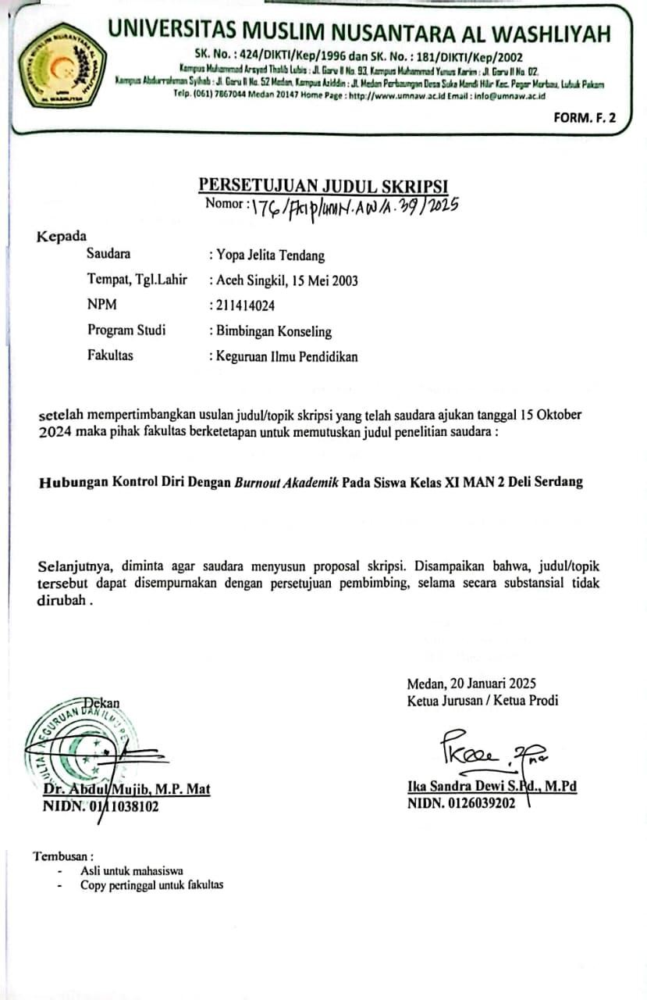 UNIVERSITAS MUSLIM NUSANTARA AL WASHLIYAH
SK. No. : 424/DIKTI/Kep/1996 dan SK. No. : 181/DIKTI/Kep/2002
Kampus Muhammad Arsyad Thalib Lubis : Jl. Garu II No. 93, Kampus Muhammad Yunus Karim : Jl. Garu II No. 02,
Kampus Abdurrahman Syihab : Jl. Garu II No. 52 Medan, Kampus Aziddin : Jl. Medan Perbaungan Desa Suka Mandi Hilir Kec. Pagar Merbau, Lubuk Pakam
Telp. (061) 7867044 Medan 20147 Home Page : http://www.umnaw.ac.id Email : info@umnaw.ac.id
FORM. F. 2
PERSETUJUAN JUDUL SKRIPSI
Nomor : 176/FKIP/UMN.AW/A.39/2025
Kepada
Saudara : Yopa Jelita Tendang
Tempat, Tgl.Lahir : Aceh Singkil, 15 Mei 2003
NPM : 211414024
Program Studi : Bimbingan Konseling
Fakultas : Keguruan Ilmu Pendidikan
setelah mempertimbangkan usulan judul/topik skripsi yang telah saudara ajukan tanggal 15 Oktober
2024 maka pihak fakultas berketetapan untuk memutuskan judul penelitian saudara :
Hubungan Kontrol Diri Dengan Burnout Akademik Pada Siswa Kelas XI MAN 2 Deli Serdang
Selanjutnya, diminta agar saudara menyusun proposal skripsi. Disampaikan bahwa, judul/topik
tersebut dapat disempurnakan dengan persetujuan pembimbing, selama secara substansial tidak
dirubah .
Medan, 20 Januari 2025
Ketua Jurusan / Ketua Prodi
Dekan
KEGURUAN DAN ILMU
Dr. Abdul Mujib, M.P. Mat
NIDN. 0111038102
Ika Sandra Dewi S.Pd., M.Pd
NIDN. 0126039202
Tembusan :
- Asli untuk mahasiswa
- Copy pertinggal untuk fakultas